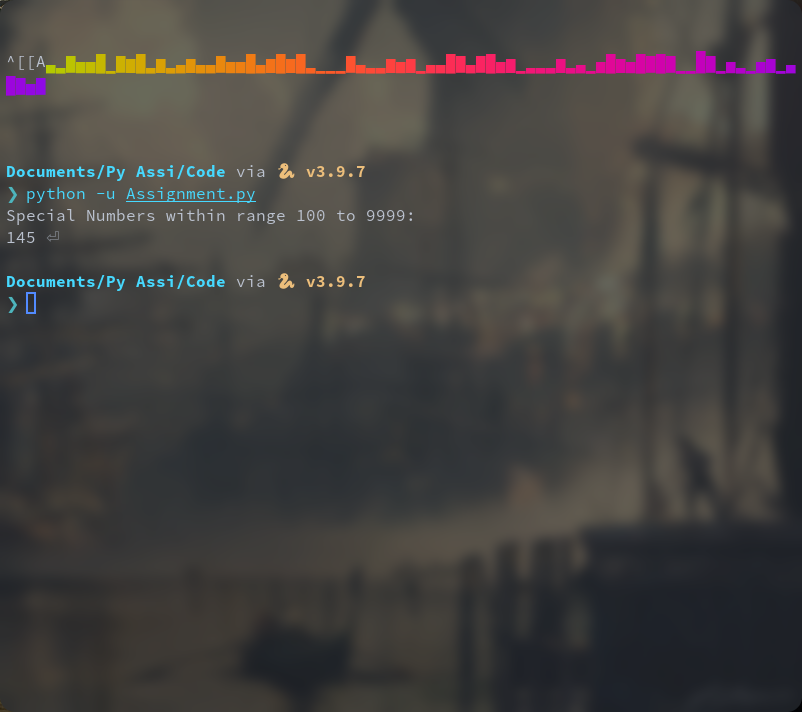 ^[[A
Documents/Py Assi/Code via 🐍 v3.9.7
❯ python -u Assignment.py
Special Numbers within range 100 to 9999:
145 ⏎
Documents/Py Assi/Code via 🐍 v3.9.7
❯